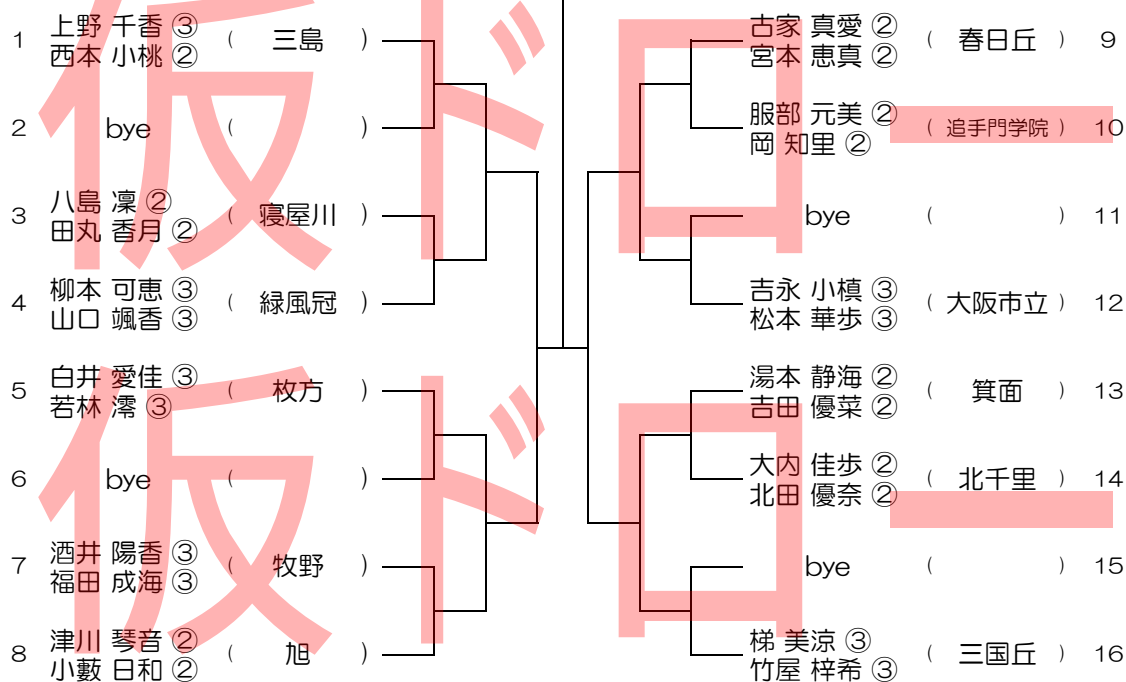 1 上野 千香 ③ ( 三島 )
西本 小桃 ②
2 bye ( )
3 八島 凜 ② ( 寝屋川 )
田丸 香月 ②
4 柳本 可恵 ③ ( 緑風冠 )
山口 颯香 ③
5 白井 愛佳 ③ ( 枚方 )
若林 澪 ③
6 bye ( )
7 酒井 陽香 ③ ( 牧野 )
福田 成海 ③
8 津川 琴音 ② ( 旭 )
小藪 日和 ②
古家 真愛 ② ( 春日丘 ) 9
宮本 恵真 ②
服部 元美 ② ( 追手門学院 ) 10
岡 知里 ②
bye ( ) 11
吉永 小槙 ③ ( 大阪市立 ) 12
松本 華歩 ③
湯本 静海 ② ( 箕面 ) 13
吉田 優菜 ②
大内 佳歩 ② ( 北千里 ) 14
北田 優奈 ②
bye ( ) 15
梯 美涼 ③ ( 三国丘 ) 16
竹屋 梓希 ③
仮ドロー
仮ドロー